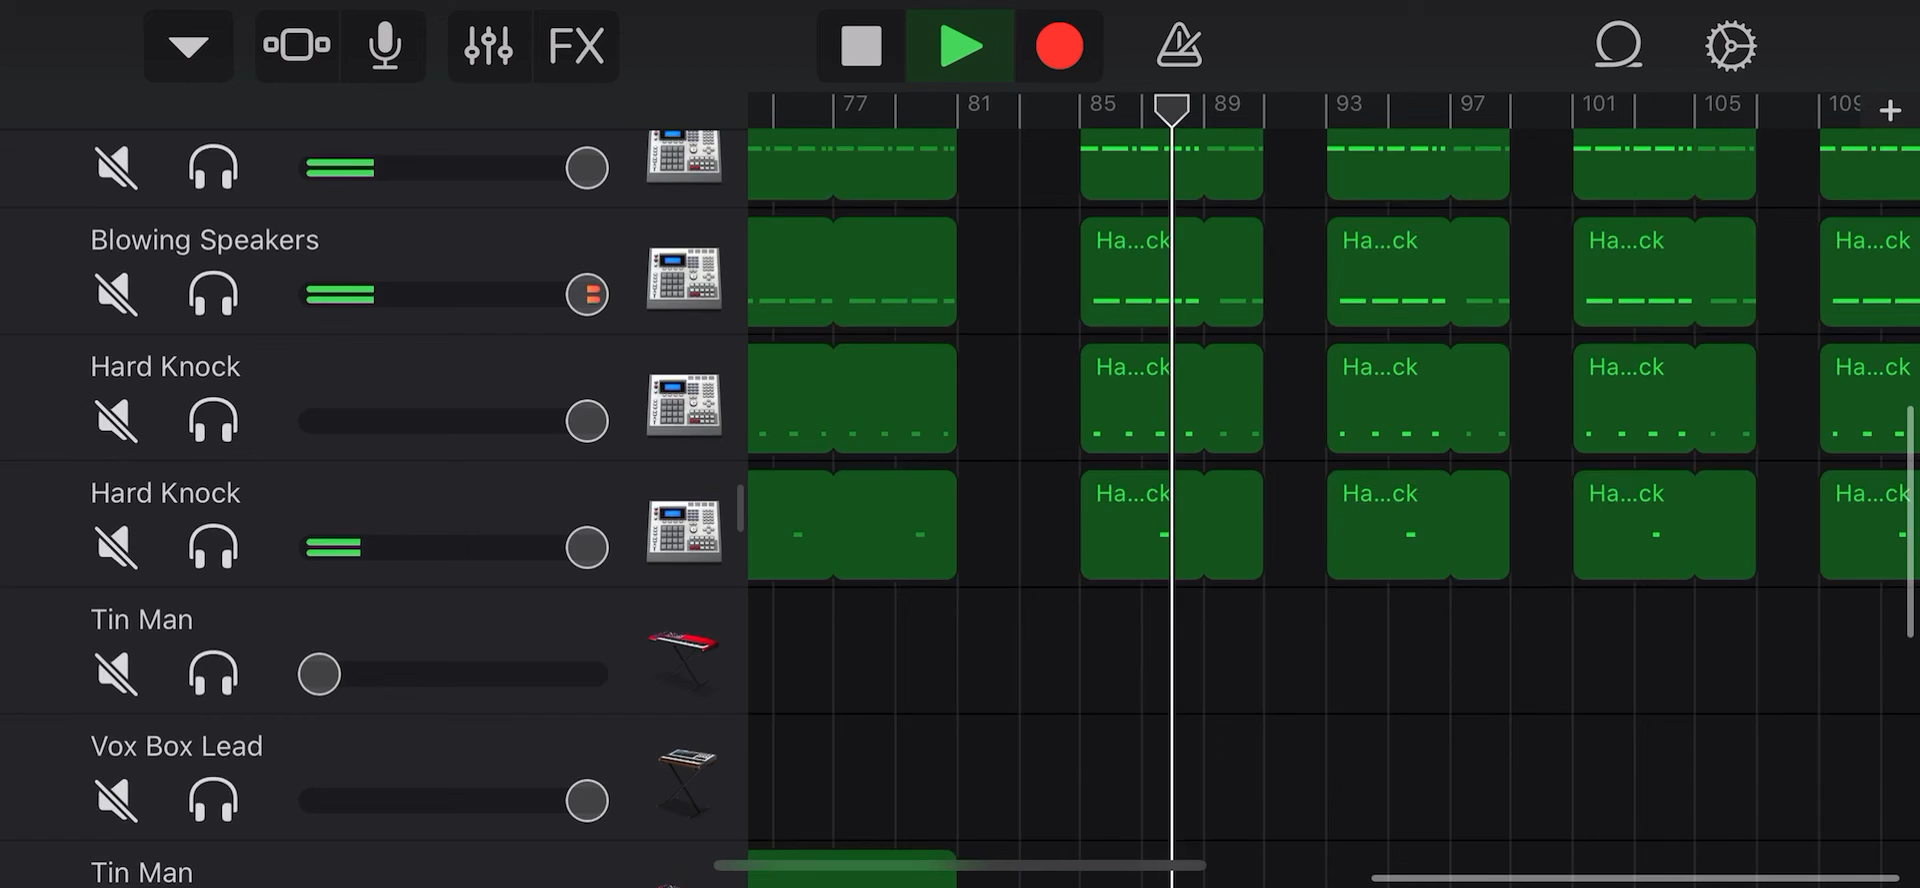 FX
77 81 85 89 93 97 101 105 109
Blowing Speakers
Ha...ck Ha...ck Ha...ck Ha...ck
Hard Knock
Ha...ck Ha...ck Ha...ck Ha...ck
Hard Knock
Ha...ck Ha...ck Ha...ck Ha...ck
Tin Man
Vox Box Lead
Tin Man